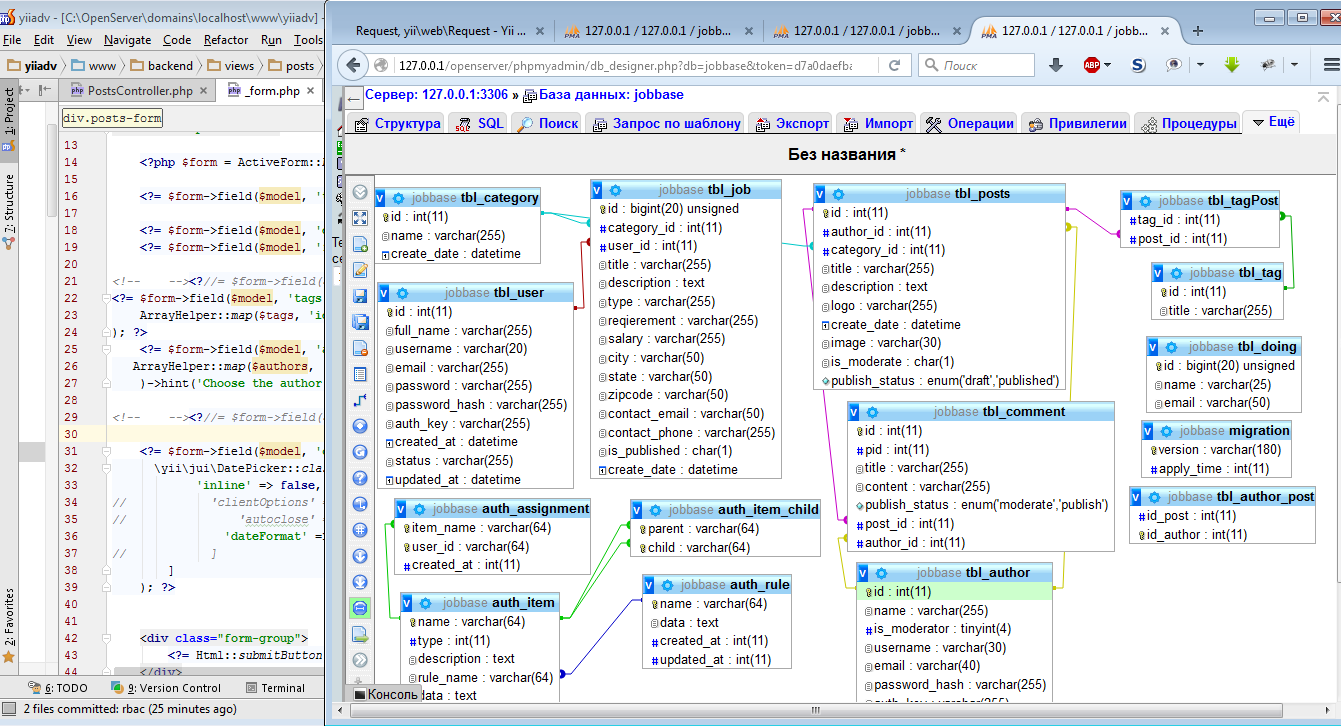 yiiadv - [C:\OpenServer\domains\localhost\www\yiiadv] -
File Edit View Navigate Code Refactor Run Tools
yiiadv www backend views posts
PostsController.php × _form.php ×
div.posts-form
1: Project
7: Structure
2: Favorites
13
14 <?php $form = ActiveForm::
15
16 <?= $form->field($model, '
17
18 <?= $form->field($model, '
19 <?= $form->field($model, '
20
21 <!-- --><?//= $form->field(
22 <?= $form->field($model, 'tags
23 ArrayHelper::map($tags, 'i
24 ); ?>
25 <?= $form->field($model, 'a
26 ArrayHelper::map($authors,
27 )->hint('Choose the author
28
29 <!-- --><?//= $form->field(
30
31 <?= $form->field($model, '
32 \yii\jui\DatePicker::cla
33 'inline' => false,
34 // 'clientOptions'
35 // 'autoclose'
36 'dateFormat' =
37 // ]
38 ]
39 ); ?>
40
41
42 <div class="form-group">
43 <?= Html::submitButton
44 </div>
6: TODO 9: Version Control Terminal
2 files committed: rbac (25 minutes ago)
Request, yii\web\Request - Yii ... × 127.0.0.1 / 127.0.0.1 / jobb... × 127.0.0.1 / 127.0.0.1 / jobb... × 127.0.0.1 / 127.0.0.1 / jobb... × +
127.0.0.1/openserver/phpmyadmin/db_designer.php?db=jobbase&token=d7a0daefba Поиск ABP S
Сервер: 127.0.0.1:3306 » База данных: jobbase
Структура SQL Поиск Запрос по шаблону Экспорт Импорт Операции Привилегии Процедуры Ещё
Без названия *
v jobbase tbl_category
id : int(11)
name : varchar(255)
create_date : datetime
v jobbase tbl_user
id : int(11)
full_name : varchar(255)
username : varchar(20)
email : varchar(255)
password : varchar(255)
password_hash : varchar(255)
auth_key : varchar(255)
created_at : datetime
status : varchar(255)
updated_at : datetime
v jobbase tbl_job
id : bigint(20) unsigned
# category_id : int(11)
# user_id : int(11)
title : varchar(255)
description : text
type : varchar(255)
reqierement : varchar(255)
salary : varchar(255)
city : varchar(50)
state : varchar(50)
zipcode : varchar(50)
contact_email : varchar(50)
contact_phone : varchar(255)
is_published : char(1)
create_date : datetime
v jobbase tbl_posts
id : int(11)
# author_id : int(11)
# category_id : int(11)
title : varchar(255)
description : text
logo : varchar(255)
create_date : datetime
image : varchar(30)
is_moderate : char(1)
publish_status : enum('draft','published')
v jobbase tbl_tagPost
# tag_id : int(11)
# post_id : int(11)
v jobbase tbl_tag
id : int(11)
title : varchar(255)
v jobbase tbl_doing
id : bigint(20) unsigned
name : varchar(25)
email : varchar(50)
v jobbase migration
version : varchar(180)
# apply_time : int(11)
v jobbase tbl_author_post
# id_post : int(11)
id_author : int(11)
v jobbase tbl_comment
id : int(11)
# pid : int(11)
title : varchar(255)
content : varchar(255)
publish_status : enum('moderate','publish')
# post_id : int(11)
# author_id : int(11)
v jobbase auth_assignment
item_name : varchar(64)
user_id : varchar(64)
# created_at : int(11)
v jobbase auth_item_child
parent : varchar(64)
child : varchar(64)
v jobbase auth_item
name : varchar(64)
# type : int(11)
description : text
rule_name : varchar(64)
data : text
v jobbase auth_rule
name : varchar(64)
data : text
# created_at : int(11)
# updated_at : int(11)
v jobbase tbl_author
id : int(11)
name : varchar(255)
# is_moderator : tinyint(4)
username : varchar(30)
email : varchar(40)
password : varchar(255)
Консоль